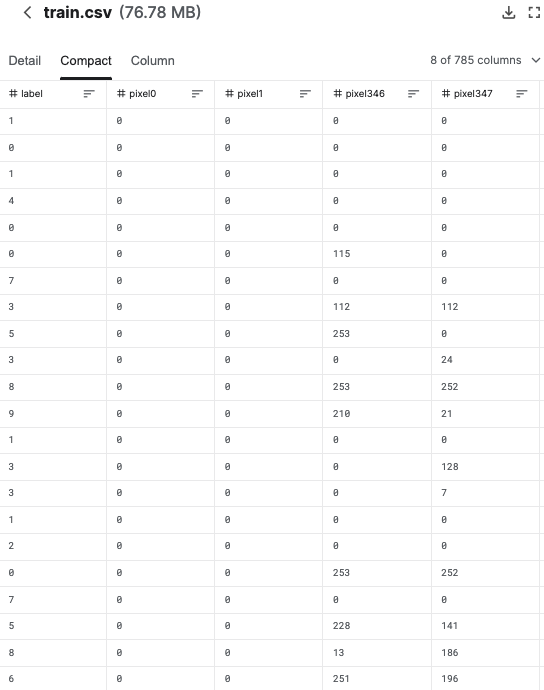 train.csv (76.78 MB)
Detail Compact Column 8 of 785 columns
# label # pixel0 # pixel1 # pixel346 # pixel347
1 0 0 0 0
0 0 0 0 0
1 0 0 0 0
4 0 0 0 0
0 0 0 0 0
0 0 0 115 0
7 0 0 0 0
3 0 0 112 112
5 0 0 253 0
3 0 0 0 24
8 0 0 253 252
9 0 0 210 21
1 0 0 0 0
3 0 0 0 128
3 0 0 0 7
1 0 0 0 0
2 0 0 0 0
0 0 0 253 252
7 0 0 0 0
5 0 0 228 141
8 0 0 13 186
6 0 0 251 196